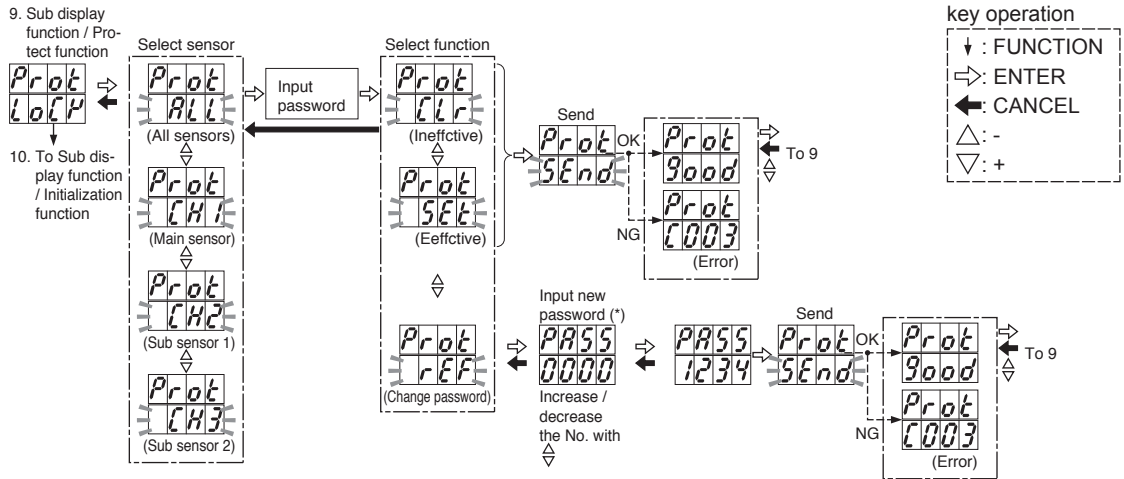 9. Sub display
function / Pro-
tect function
Prot
LoCK
10. To Sub dis-
play function
/ Initialization
function
Select sensor
Prot
ALL
(All sensors)
Prot
CH1
(Main sensor)
Prot
CH2
(Sub sensor 1)
Prot
CH3
(Sub sensor 2)
Input
password
Select function
Prot
CLr
(Ineffctive)
Prot
SEt
(Eeffctive)
Prot
rEF
(Change password)
Send
Prot
SEnd
OK
NG
Prot
good
Prot
C003
(Error)
To 9
Input new
password (*)
PASS
0000
Increase /
decrease
the No. with
PASS
1234
Send
Prot
SEnd
OK
NG
Prot
good
Prot
C003
(Error)
To 9
key operation
: FUNCTION
: ENTER
: CANCEL
: -
: +